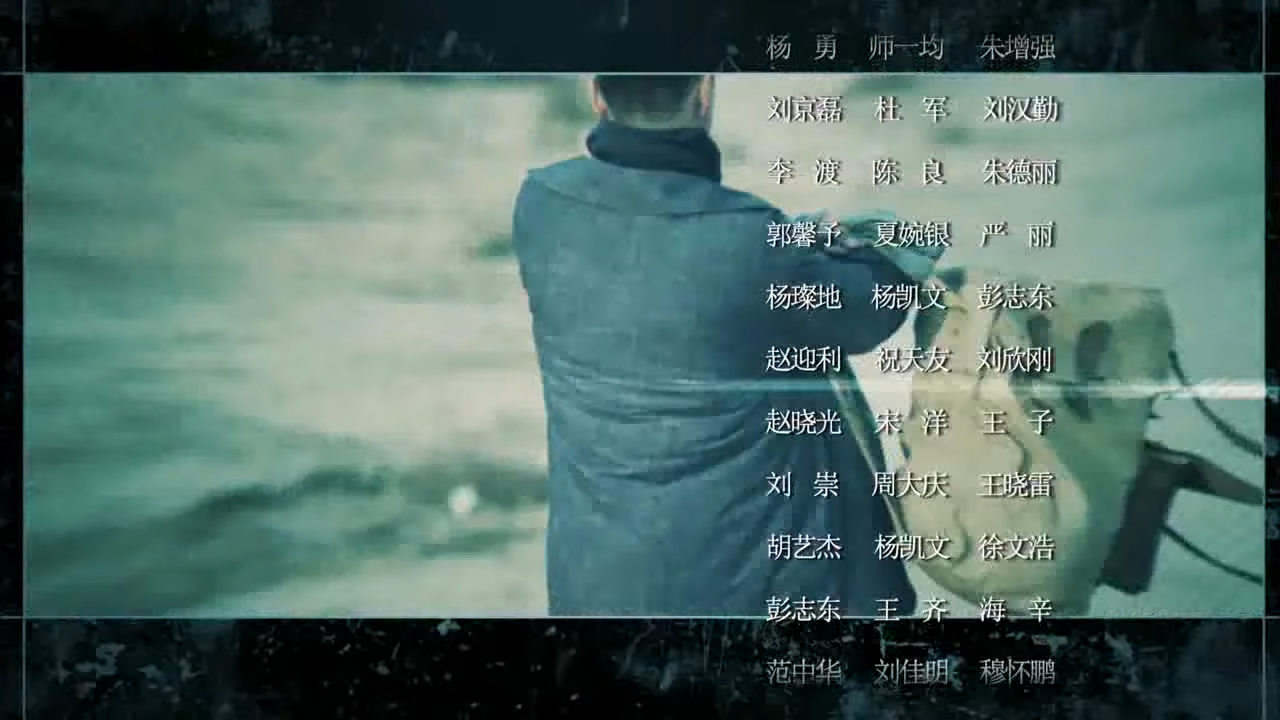 杨 勇 师一均 朱增强
刘京磊 杜 军 刘汉勤
李 渡 陈 良 朱德丽
郭馨予 夏婉银 严 丽
杨璨地 杨凯文 彭志东
赵迎利 祝天友 刘欣刚
赵晓光 宋 洋 王 子
刘 崇 周大庆 王晓雷
胡艺杰 杨凯文 徐文浩
彭志东 王 齐 海 辛
范中华 刘佳明 穆怀鹏